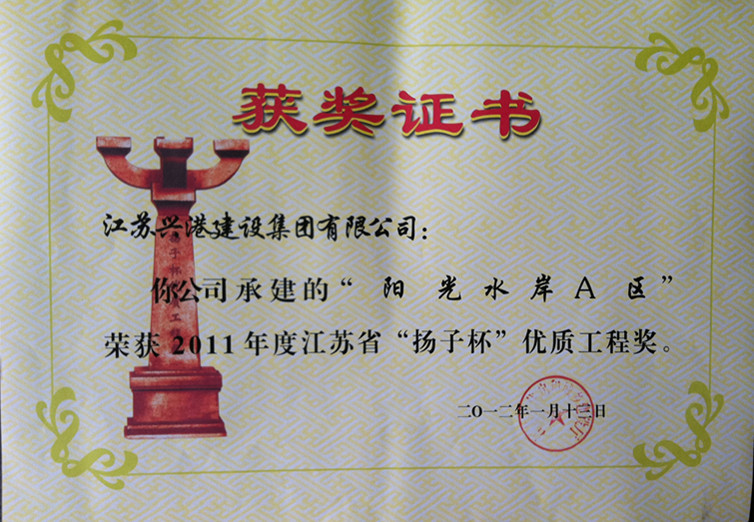 获奖证书
江苏兴港建设集团有限公司：
你公司承建的“阳光水岸A区”
荣获2011年度江苏省“扬子杯”优质工程奖。
二〇一二年一月十三日